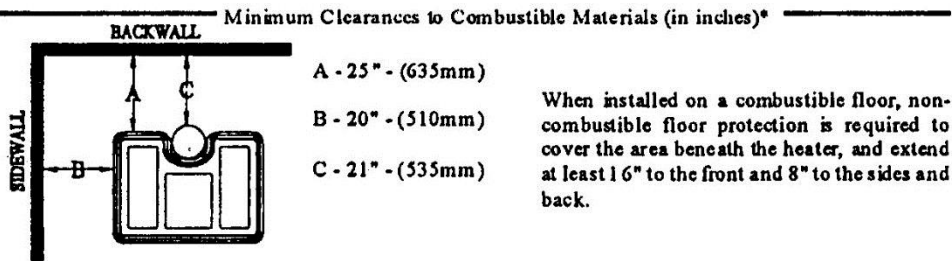 Minimum Clearances to Combustible Materials (in inches)*
BACKWALL
SIDEWALL
A
C
B
A - 25" - (635mm)
B - 20" - (510mm)
C - 21" - (535mm)
When installed on a combustible floor, non-
combustible floor protection is required to
cover the area beneath the heater, and extend
at least 16" to the front and 8" to the sides and
back.